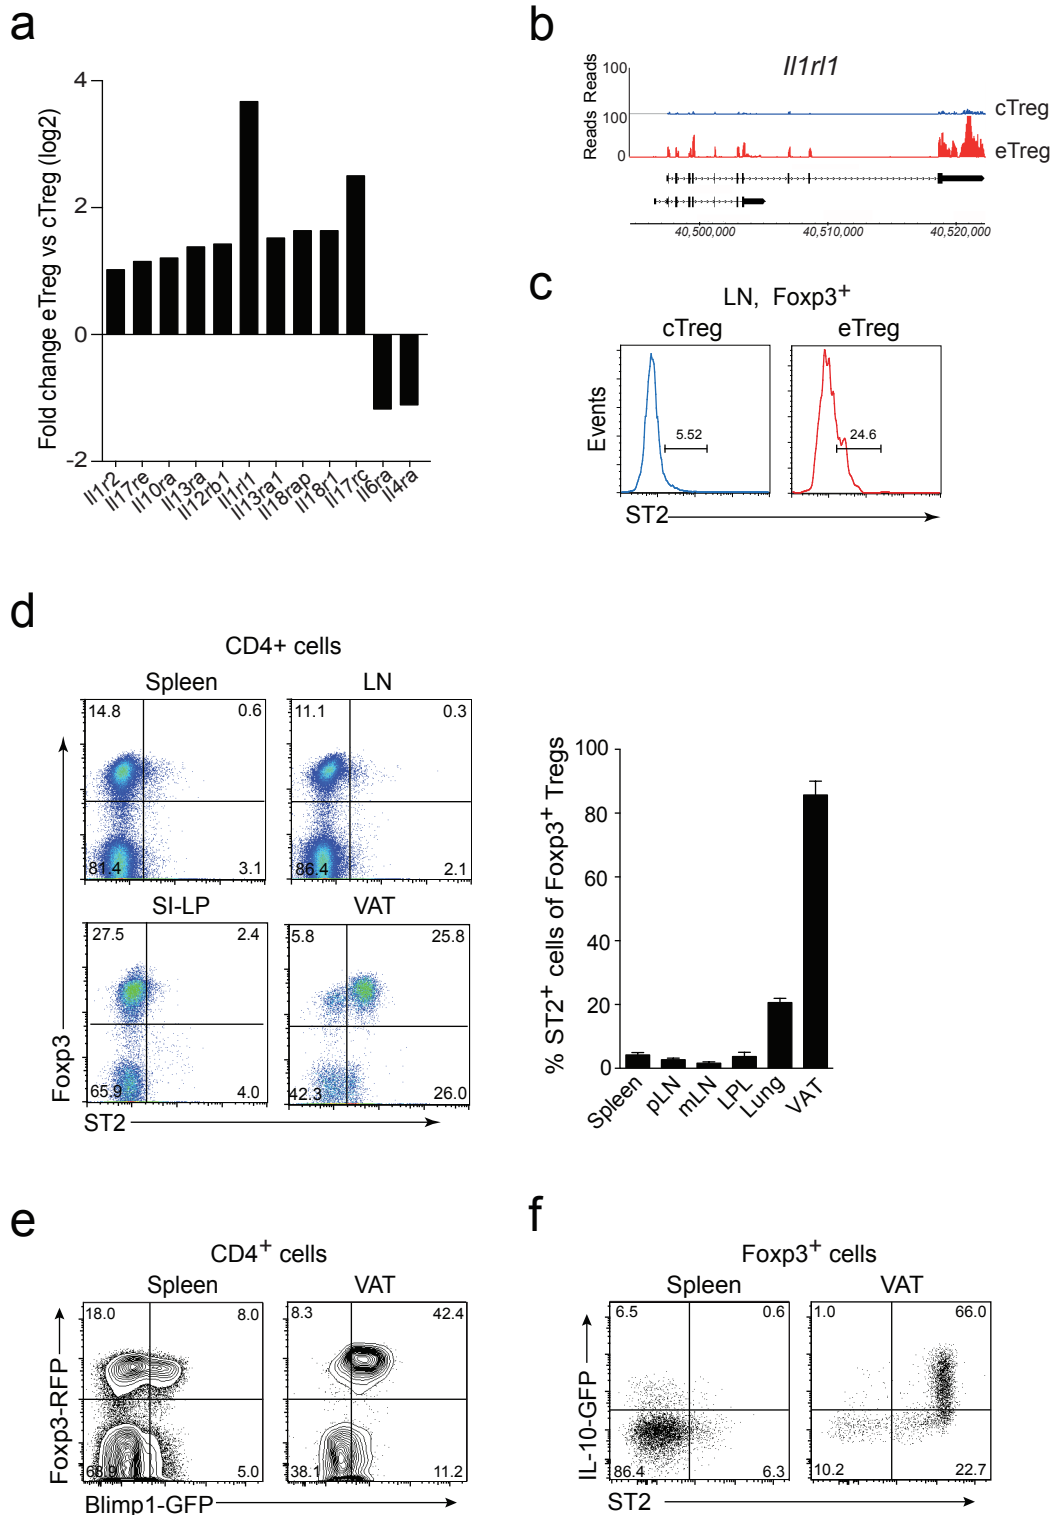 a
Fold change eTreg vs cTreg (log2)
4
2
0
-2
Il1r2
Il17re
Il10ra
Il13ra
Il12rb1
Il1rl1
Il13ra1
Il18rap
Il18r1
Il17rc
Il6ra
Il4ra
b
Il1rl1
Reads Reads
100
100
0
cTreg
eTreg
40,500,000
40,510,000
40,520,000
c
LN, Foxp3+
cTreg
eTreg
Events
5.52
24.6
ST2
d
CD4+ cells
Spleen
LN
14.8
0.6
81.4
3.1
11.1
0.3
86.4
2.1
SI-LP
VAT
27.5
2.4
65.9
4.0
5.8
25.8
42.3
26.0
Foxp3
ST2
% ST2+ cells of Foxp3+ Tregs
100
80
60
40
20
0
Spleen
pLN
mLN
LPL
Lung
VAT
e
CD4+ cells
Spleen
VAT
18.0
8.0
68.9
5.0
8.3
42.4
38.1
11.2
Foxp3-RFP
Blimp1-GFP
f
Foxp3+ cells
Spleen
VAT
6.5
0.6
86.4
6.3
1.0
66.0
10.2
22.7
IL-10-GFP
ST2